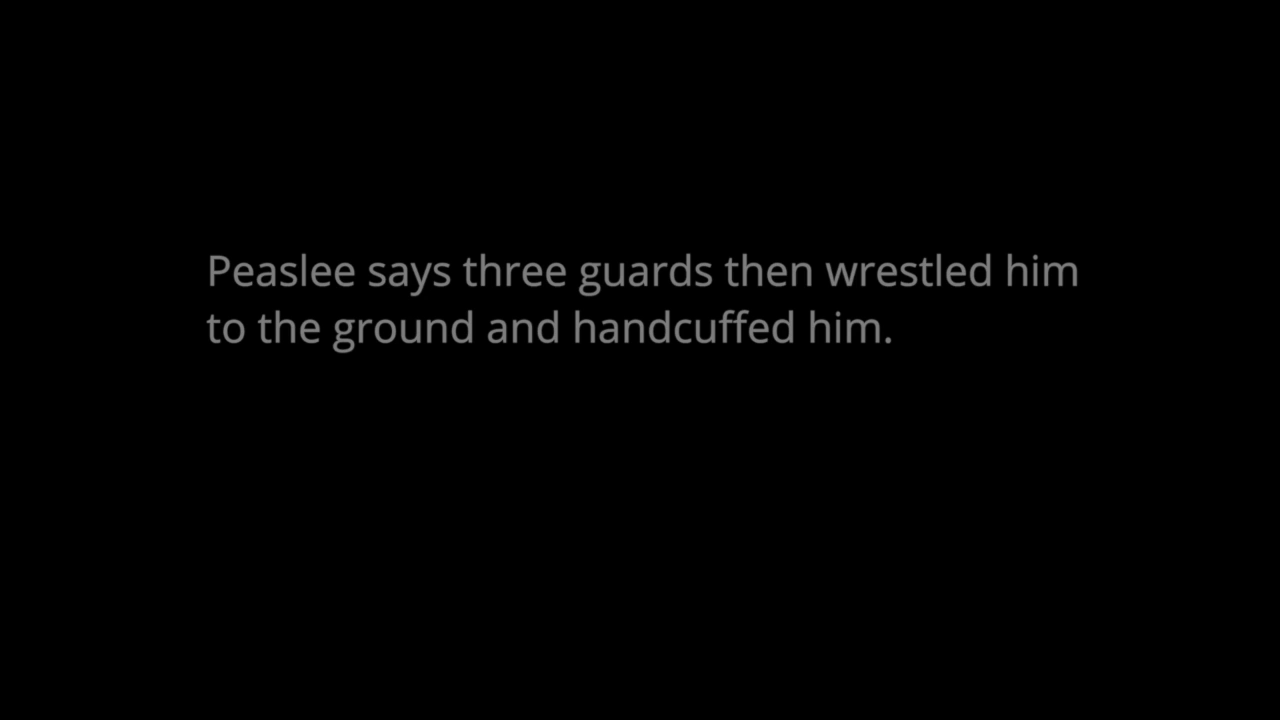 Peaslee says three guards then wrestled him
to the ground and handcuffed him.